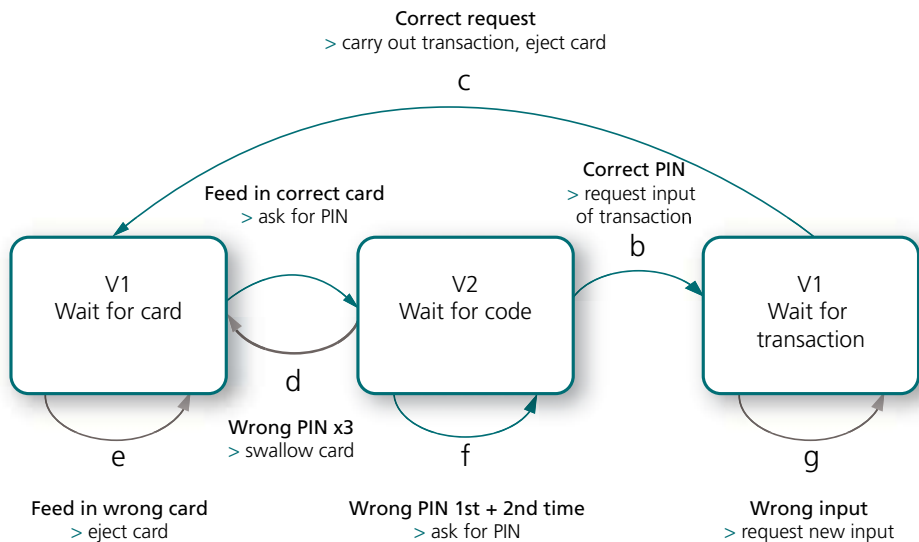 Correct request
> carry out transaction, eject card
c
Correct PIN
> request input
of transaction
b
Feed in correct card
> ask for PIN
V1
Wait for card
V2
Wait for code
V1
Wait for
transaction
d
Wrong PIN x3
> swallow card
e
f
g
Feed in wrong card
> eject card
Wrong PIN 1st + 2nd time
> ask for PIN
Wrong input
> request new input